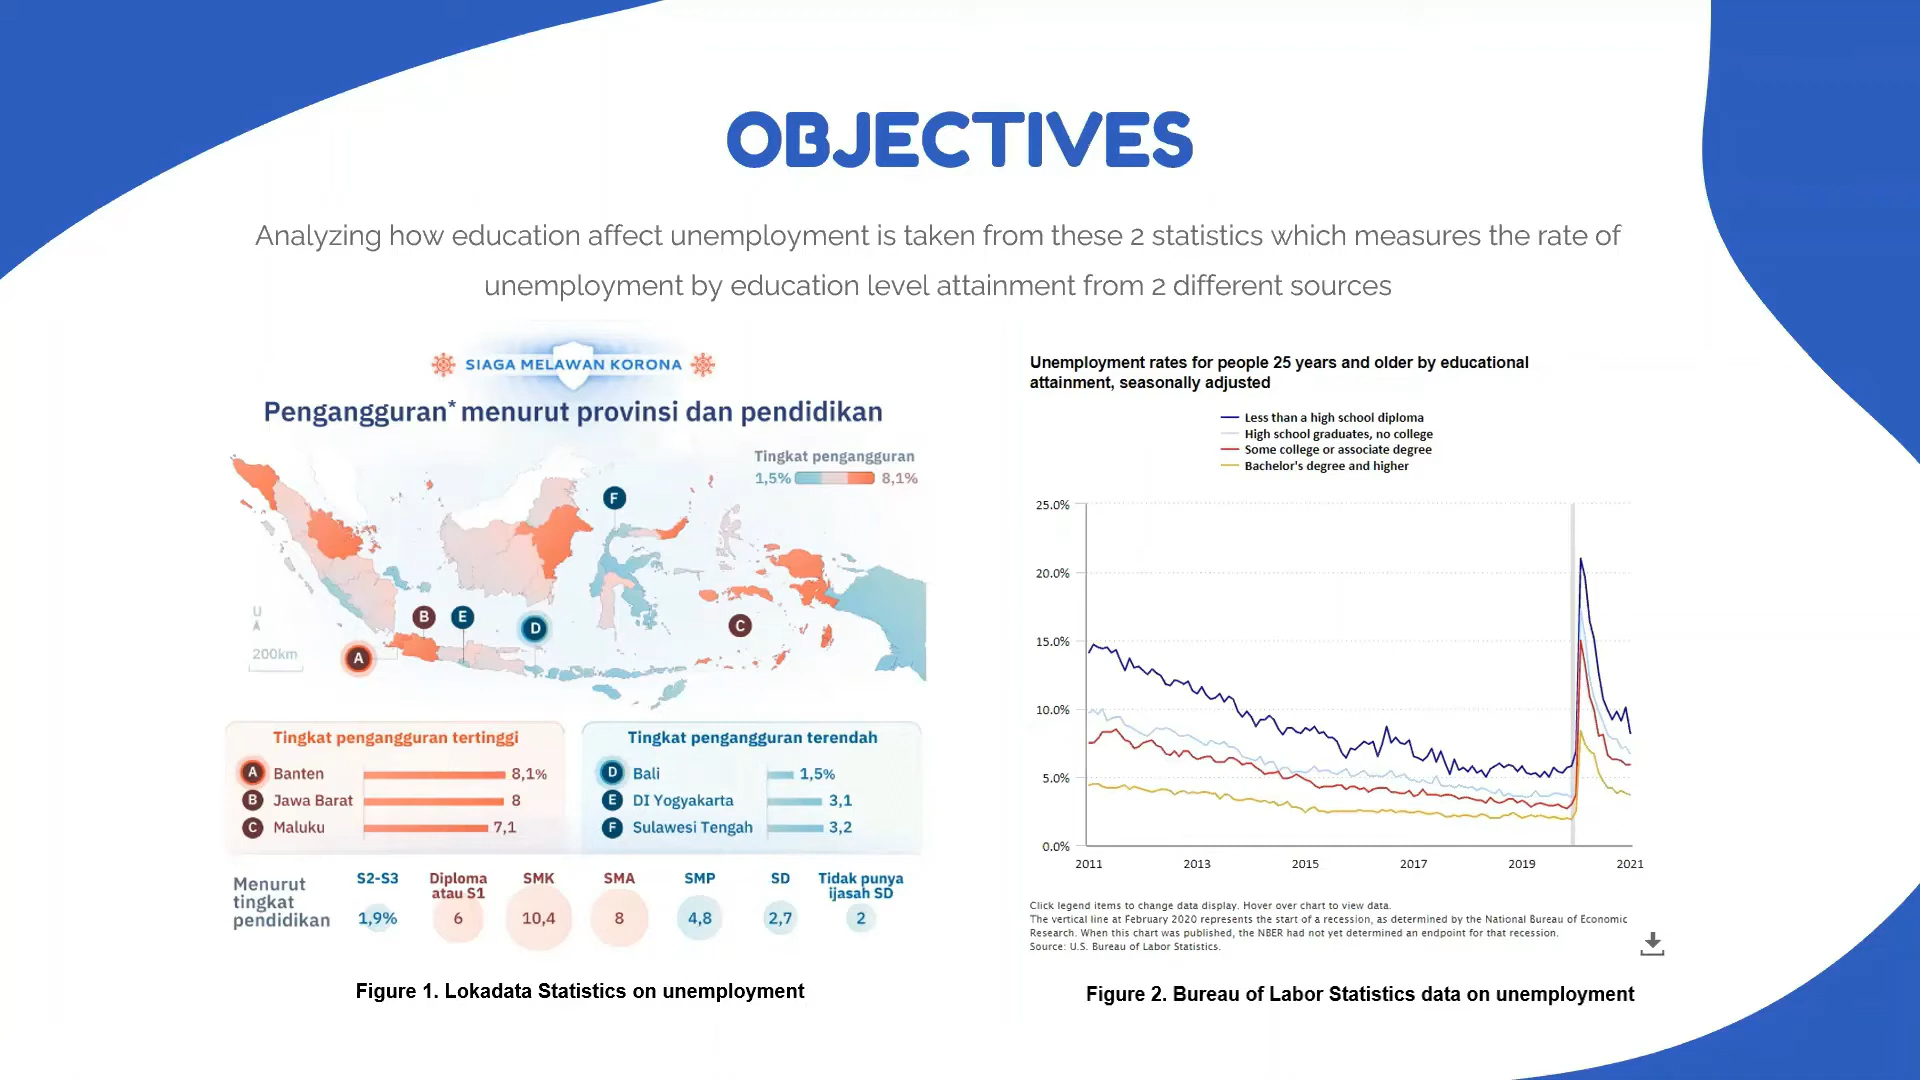 OBJECTIVES
Analyzing how education affect unemployment is taken from these 2 statistics which measures the rate of
unemployment by education level attainment from 2 different sources
SIAGA MELAWAN KORONA
Pengangguran* menurut provinsi dan pendidikan
Tingkat pengangguran
1,5% 8,1%
F
B E
D
C
A
U
A
200km
Tingkat pengangguran tertinggi
A Banten 8,1%
B Jawa Barat 8
C Maluku 7,1
Tingkat pengangguran terendah
D Bali 1,5%
E DI Yogyakarta 3,1
F Sulawesi Tengah 3,2
Menurut
tingkat
pendidikan
S2-S3
1,9%
Diploma
atau S1
6
SMK
10,4
SMA
8
SMP
4,8
SD
2,7
Tidak punya
ijasah SD
2
Figure 1. Lokadata Statistics on unemployment
Unemployment rates for people 25 years and older by educational
attainment, seasonally adjusted
Less than a high school diploma
High school graduates, no college
Some college or associate degree
Bachelor's degree and higher
25.0%
20.0%
15.0%
10.0%
5.0%
0.0%
2011 2013 2015 2017 2019 2021
Click legend items to change data display. Hover over chart to view data.
The vertical line at February 2020 represents the start of a recession, as determined by the National Bureau of Economic
Research. When this chart was published, the NBER had not yet determined an endpoint for that recession.
Source: U.S. Bureau of Labor Statistics.
Figure 2. Bureau of Labor Statistics data on unemployment